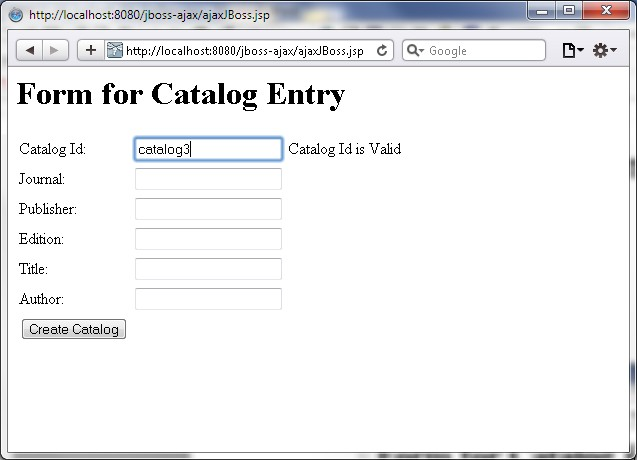 http://localhost:8080/jboss-ajax/ajaxJBoss.jsp
http://localhost:8080/jboss-ajax/ajaxJBoss.jsp Google
Form for Catalog Entry
Catalog Id: catalog3 Catalog Id is Valid
Journal:
Publisher:
Edition:
Title:
Author:
Create Catalog